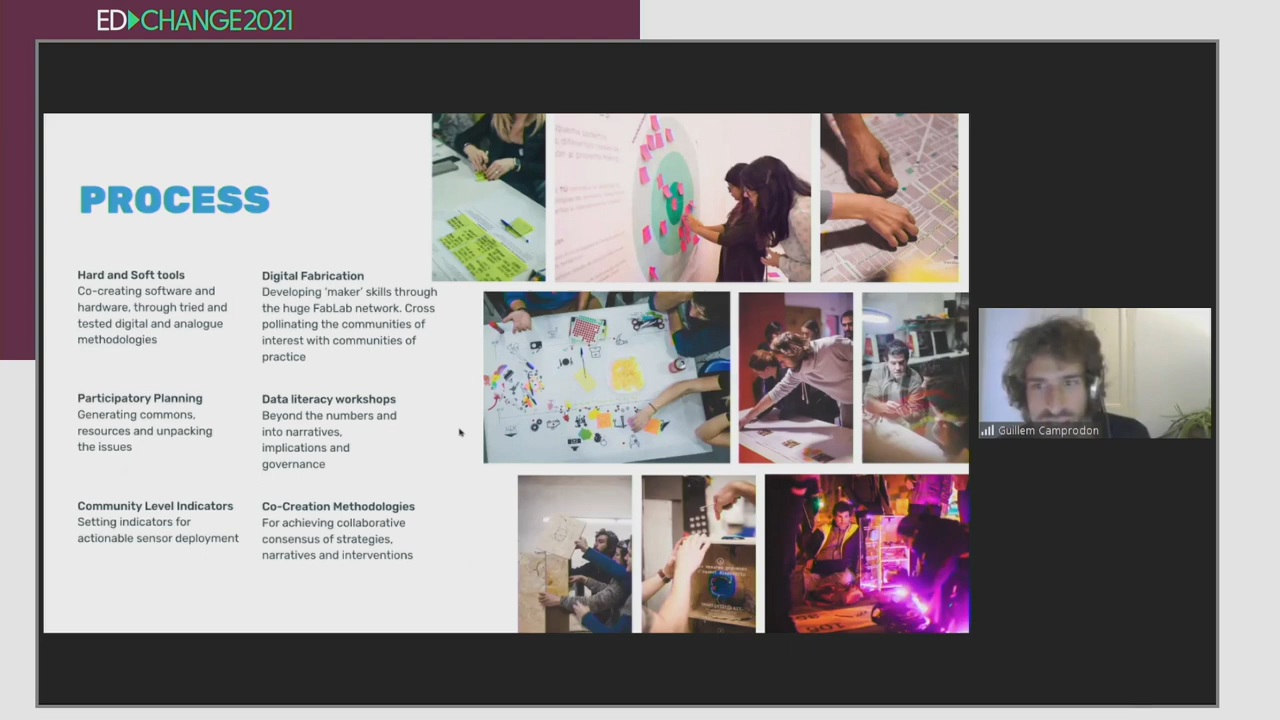 ED CHANGE2021
PROCESS
Hard and Soft tools
Co-creating software and
hardware, through tried and
tested digital and analogue
methodologies
Digital Fabrication
Developing 'maker' skills through
the huge FabLab network. Cross
pollinating the communities of
interest with communities of
practice
Participatory Planning
Generating commons,
resources and unpacking
the issues
Data literacy workshops
Beyond the numbers and
into narratives,
implications and
governance
Community Level Indicators
Setting indicators for
actionable sensor deployment
Co-Creation Methodologies
For achieving collaborative
consensus of strategies,
narratives and interventions
Guillem Camprodon